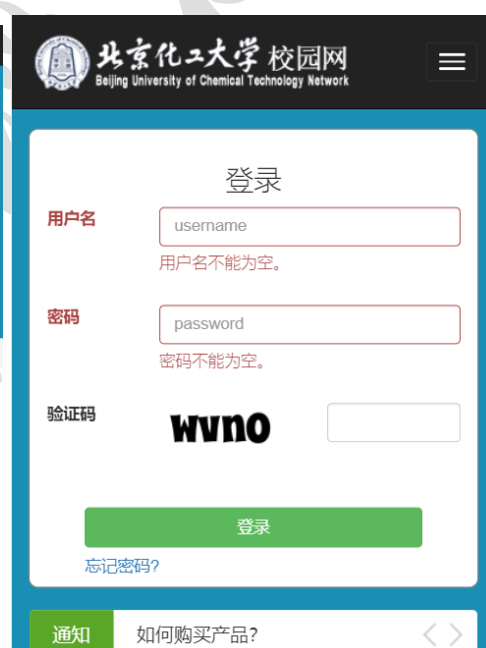 北京化工大学 校园网
Beijing University of Chemical Technology Network
登录
用户名
username
用户名不能为空。
密码
password
密码不能为空。
验证码
wvno
登录
忘记密码?
通知
如何购买产品?